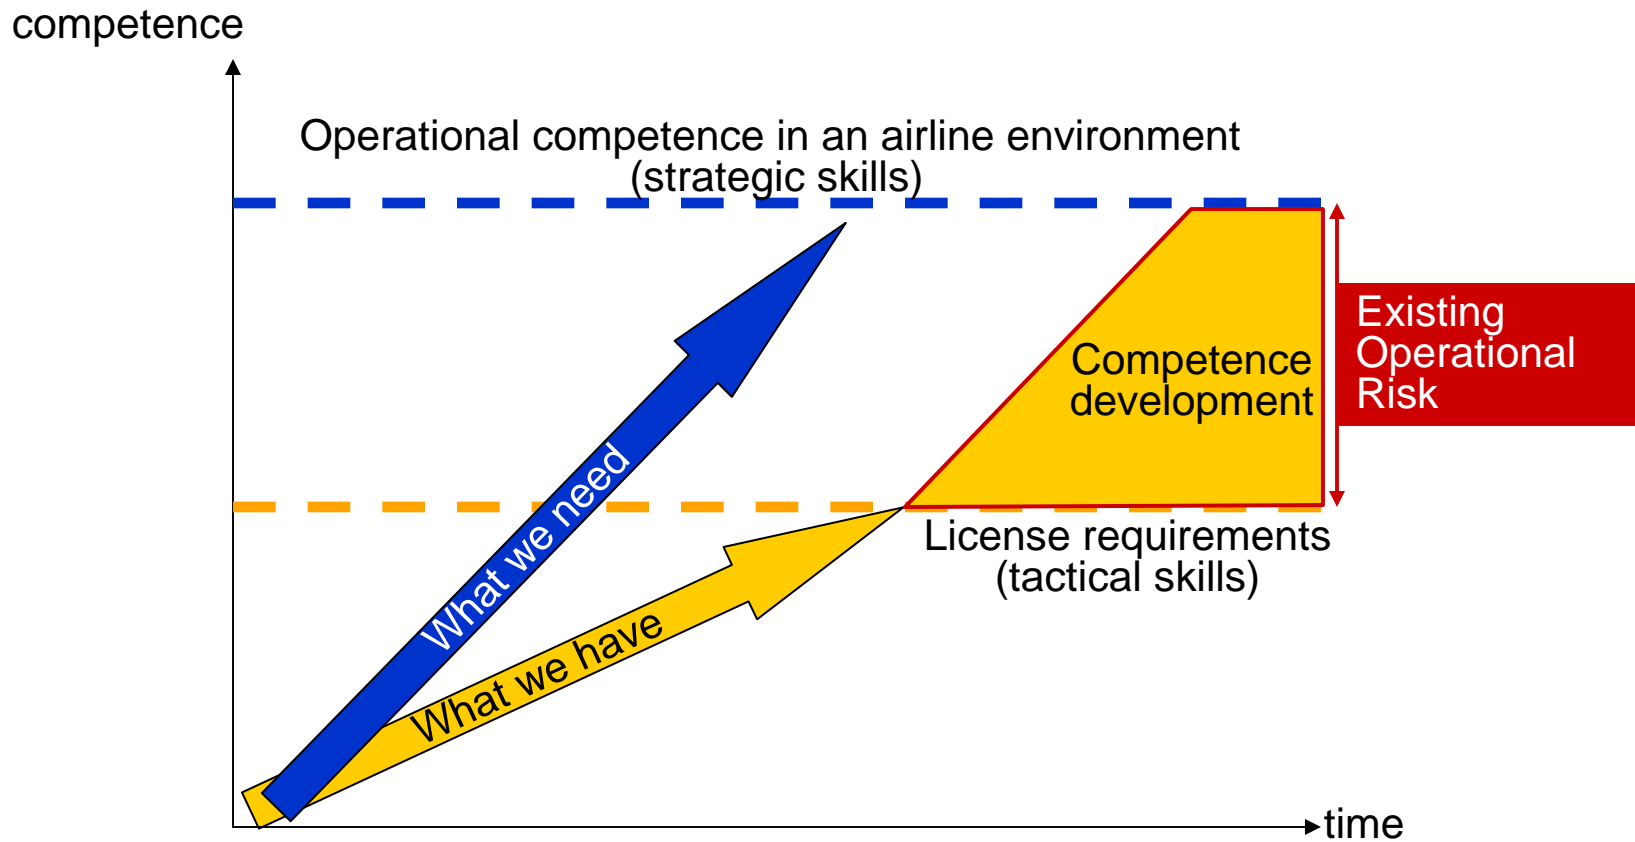 competence
Operational competence in an airline environment
(strategic skills)
Existing
Operational
Risk
Competence
development
What we need
License requirements
(tactical skills)
What we have
time